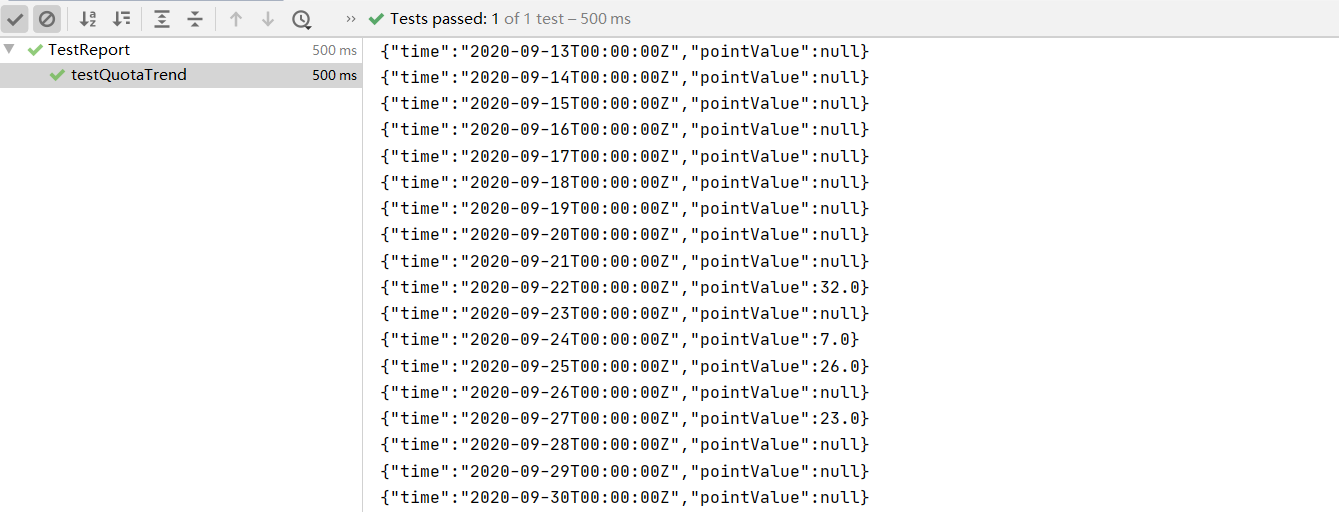 Tests passed: 1 of 1 test – 500 ms
TestReport 500 ms
testQuotaTrend 500 ms
{"time":"2020-09-13T00:00:00Z","pointValue":null}
{"time":"2020-09-14T00:00:00Z","pointValue":null}
{"time":"2020-09-15T00:00:00Z","pointValue":null}
{"time":"2020-09-16T00:00:00Z","pointValue":null}
{"time":"2020-09-17T00:00:00Z","pointValue":null}
{"time":"2020-09-18T00:00:00Z","pointValue":null}
{"time":"2020-09-19T00:00:00Z","pointValue":null}
{"time":"2020-09-20T00:00:00Z","pointValue":null}
{"time":"2020-09-21T00:00:00Z","pointValue":null}
{"time":"2020-09-22T00:00:00Z","pointValue":32.0}
{"time":"2020-09-23T00:00:00Z","pointValue":null}
{"time":"2020-09-24T00:00:00Z","pointValue":7.0}
{"time":"2020-09-25T00:00:00Z","pointValue":26.0}
{"time":"2020-09-26T00:00:00Z","pointValue":null}
{"time":"2020-09-27T00:00:00Z","pointValue":23.0}
{"time":"2020-09-28T00:00:00Z","pointValue":null}
{"time":"2020-09-29T00:00:00Z","pointValue":null}
{"time":"2020-09-30T00:00:00Z","pointValue":null}